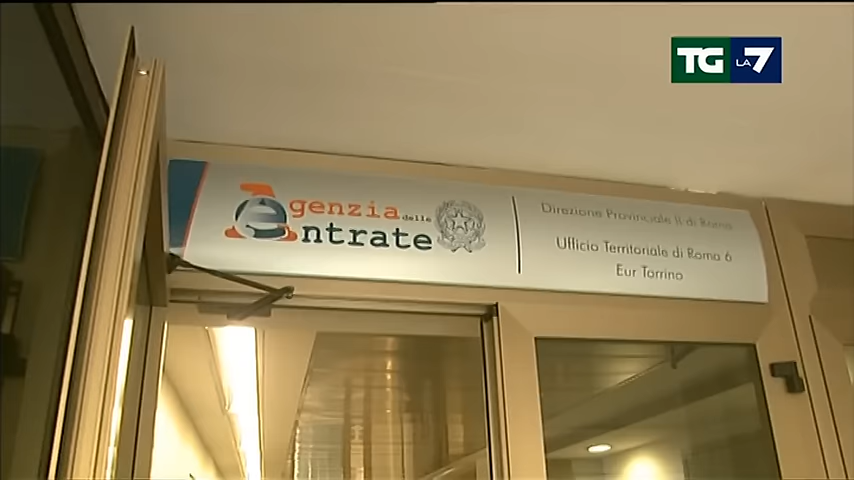 TG LA7
agenzia delle
entrate
Direzione Provinciale II di Roma
Ufficio Territoriale di Roma 6
Eur Torrino